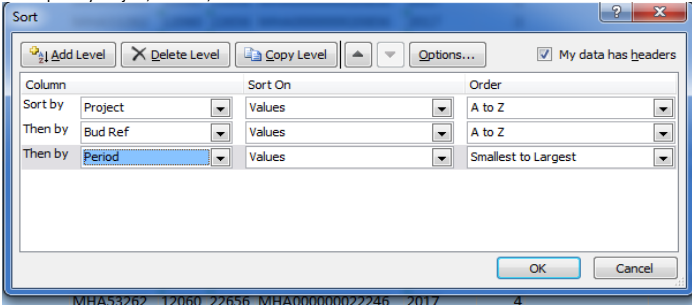 Sort
Add Level Delete Level Copy Level Options... My data has headers
Column Sort On Order
Sort by Project Values A to Z
Then by Bud Ref Values A to Z
Then by Period Values Smallest to Largest
OK Cancel
MHA53262 12060 22656 MHA000000022246 2017 4